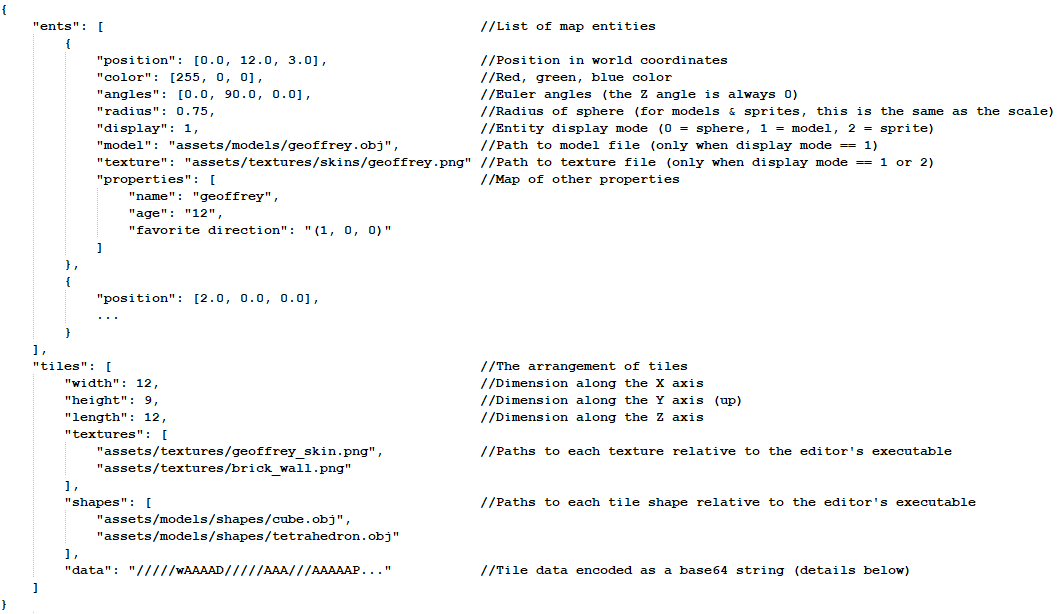 {
    "ents": [                                               //List of map entities
        {
            "position": [0.0, 12.0, 3.0],                   //Position in world coordinates
            "color": [255, 0, 0],                           //Red, green, blue color
            "angles": [0.0, 90.0, 0.0],                     //Euler angles (the Z angle is always 0)
            "radius": 0.75,                                 //Radius of sphere (for models & sprites, this is the same as the scale)
            "display": 1,                                   //Entity display mode (0 = sphere, 1 = model, 2 = sprite)
            "model": "assets/models/geoffrey.obj",          //Path to model file (only when display mode == 1)
            "texture": "assets/textures/skins/geoffrey.png" //Path to texture file (only when display mode == 1 or 2)
            "properties": [                                 //Map of other properties
                "name": "geoffrey",
                "age": "12",
                "favorite direction": "(1, 0, 0)"
            ]
        },
        {
            "position": [2.0, 0.0, 0.0],
            ...
        }
    ],
    "tiles": [                                              //The arrangement of tiles
        "width": 12,                                        //Dimension along the X axis
        "height": 9,                                        //Dimension along the Y axis (up)
        "length": 12,                                       //Dimension along the Z axis
        "textures": [
            "assets/textures/geoffrey_skin.png",            //Paths to each texture relative to the editor's executable
            "assets/textures/brick_wall.png"
        ],
        "shapes": [                                         //Paths to each tile shape relative to the editor's executable
            "assets/models/shapes/cube.obj",
            "assets/models/shapes/tetrahedron.obj"
        ],
        "data": "/////wAAAAD/////AAA///AAAAAP..."           //Tile data encoded as a base64 string (details below)
    ]
}